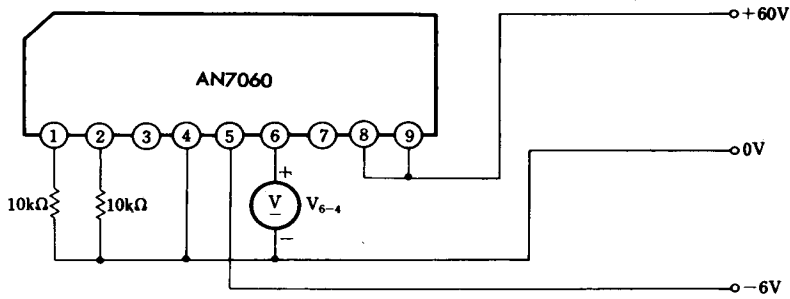 +60V
AN7060
① ② ③ ④ ⑤ ⑥ ⑦ ⑧ ⑨
0V
+
10kΩ 10kΩ V V₆₋₄
−
−6V